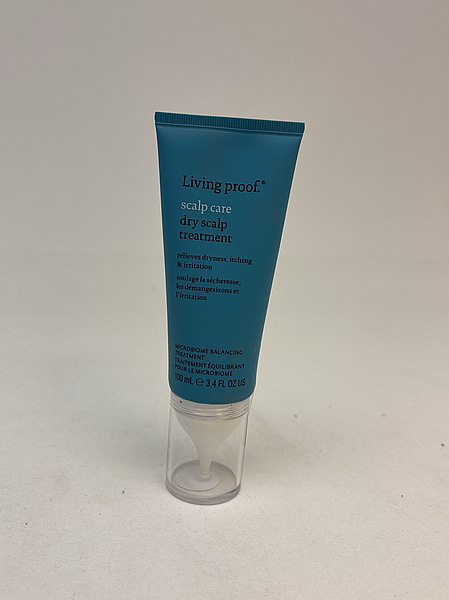 Living proof.®
scalp care
dry scalp
treatment
relieves dryness, itching
& irritation
soulage la sécheresse,
les démangeaisons et
l'irritation
MICROBIOME BALANCING
TREATMENT
TRAITEMENT ÉQUILIBRANT
POUR LE MICROBIOME
100 mL ℮ 3.4 FL OZ US